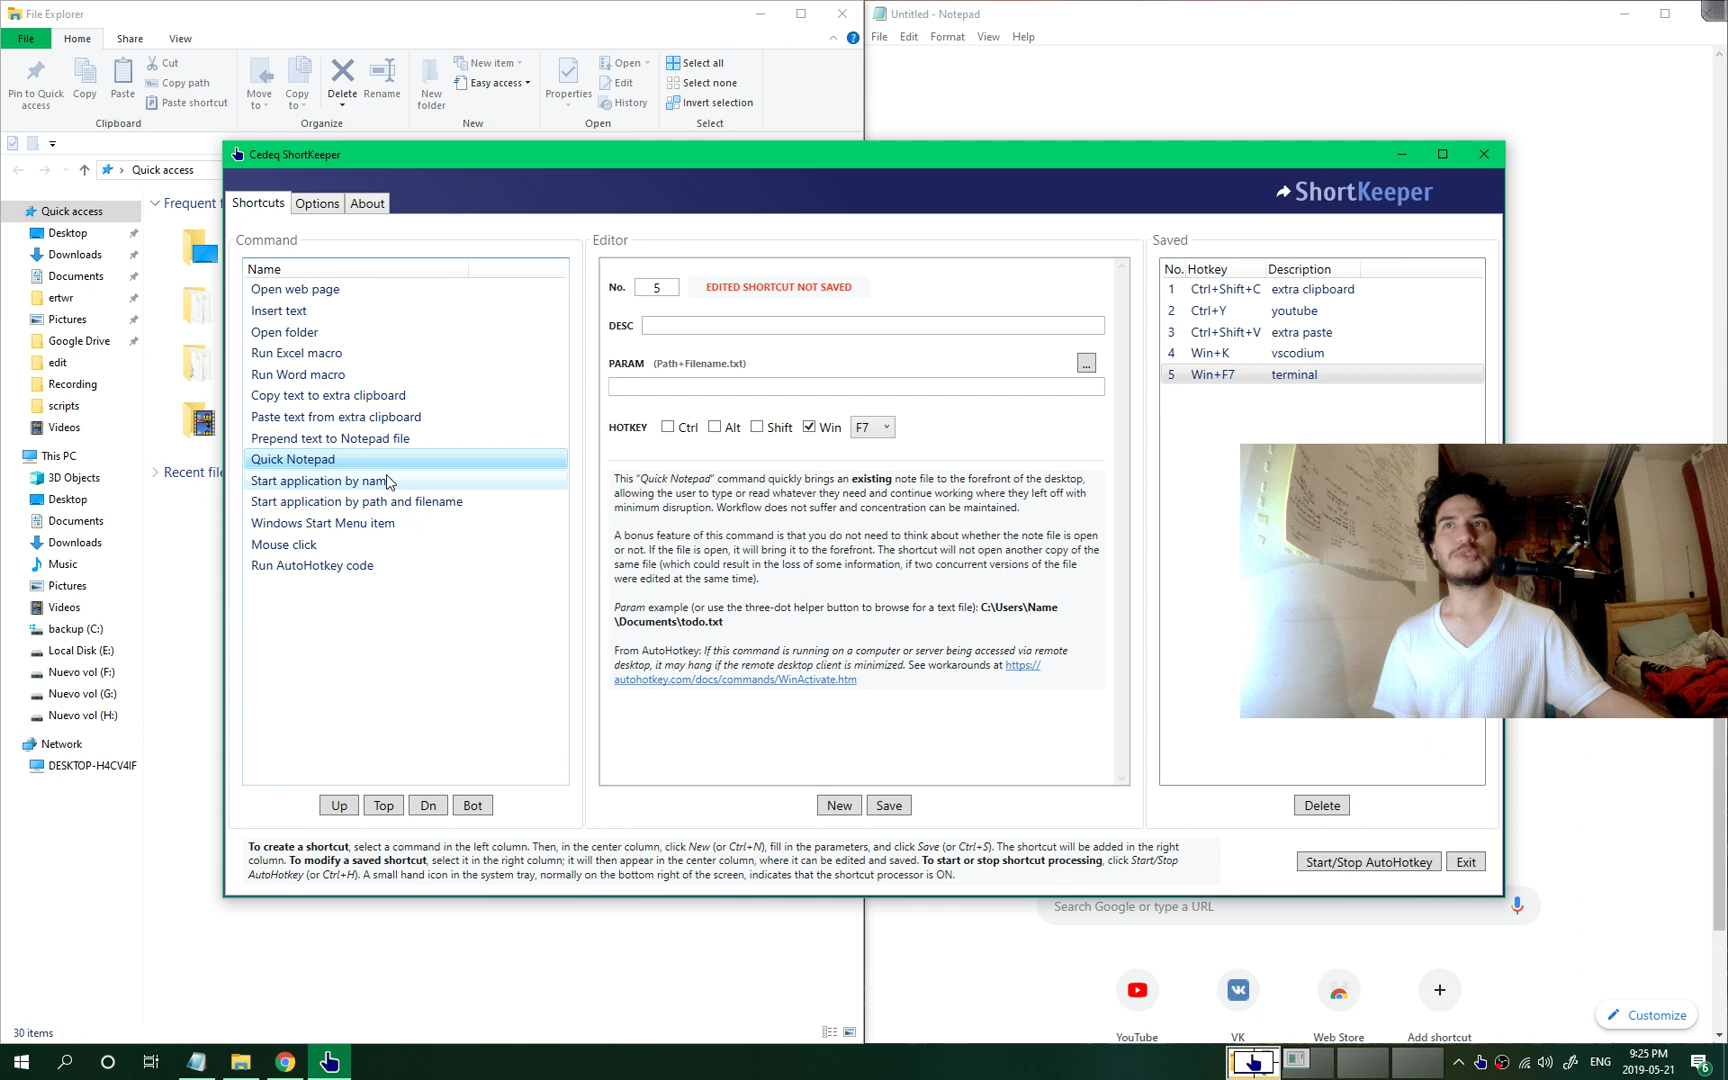 File Explorer
File Home Share View
Pin to Quick access
Copy
Paste
Cut
Copy path
Paste shortcut
Clipboard
Move to
Copy to
Delete
Rename
Organize
New folder
New item
Easy access
New
Properties
Open
Edit
History
Open
Select all
Select none
Invert selection
Select
Quick access
Quick access
Desktop
Downloads
Documents
ertwr
Pictures
Google Drive
edit
Recording
scripts
Videos
This PC
3D Objects
Desktop
Documents
Downloads
Music
Pictures
Videos
backup (C:)
Local Disk (E:)
Nuevo vol (F:)
Nuevo vol (G:)
Nuevo vol (H:)
Network
DESKTOP-H4CV4IF
Frequent f
Recent file
30 items
Untitled - Notepad
File Edit Format View Help
Cedeq ShortKeeper
ShortKeeper
Shortcuts Options About
Command
Name
Open web page
Insert text
Open folder
Run Excel macro
Run Word macro
Copy text to extra clipboard
Paste text from extra clipboard
Prepend text to Notepad file
Quick Notepad
Start application by nam
Start application by path and filename
Windows Start Menu item
Mouse click
Run AutoHotkey code
Up Top Dn Bot
Editor
No. 5 EDITED SHORTCUT NOT SAVED
DESC
PARAM (Path+Filename.txt) ...
HOTKEY Ctrl Alt Shift Win F7
This "Quick Notepad" command quickly brings an existing note file to the forefront of the desktop,
allowing the user to type or read whatever they need and continue working where they left off with
minimum disruption. Workflow does not suffer and concentration can be maintained.
A bonus feature of this command is that you do not need to think about whether the note file is open
or not. If the file is open, it will bring it to the forefront. The shortcut will not open another copy of the
same file (which could result in the loss of some information, if two concurrent versions of the file
were edited at the same time).
Param example (or use the three-dot helper button to browse for a text file): C:\Users\Name
\Documents\todo.txt
From AutoHotkey: If this command is running on a computer or server being accessed via remote
desktop, it may hang if the remote desktop client is minimized. See workarounds at https://
autohotkey.com/docs/commands/WinActivate.htm
New Save
Saved
No. Hotkey Description
1 Ctrl+Shift+C extra clipboard
2 Ctrl+Y youtube
3 Ctrl+Shift+V extra paste
4 Win+K vscodium
5 Win+F7 terminal
Delete
To create a shortcut, select a command in the left column. Then, in the center column, click New (or Ctrl+N), fill in the parameters, and click Save (or Ctrl+S). The shortcut will be added in the right
column. To modify a saved shortcut, select it in the right column; it will then appear in the center column, where it can be edited and saved. To start or stop shortcut processing, click Start/Stop
AutoHotkey (or Ctrl+H). A small hand icon in the system tray, normally on the bottom right of the screen, indicates that the shortcut processor is ON.
Start/Stop AutoHotkey Exit
Search Google or type a URL
YouTube
VK
Web Store
Add shortcut
Customize
ENG
9:25 PM
2019-05-21
6